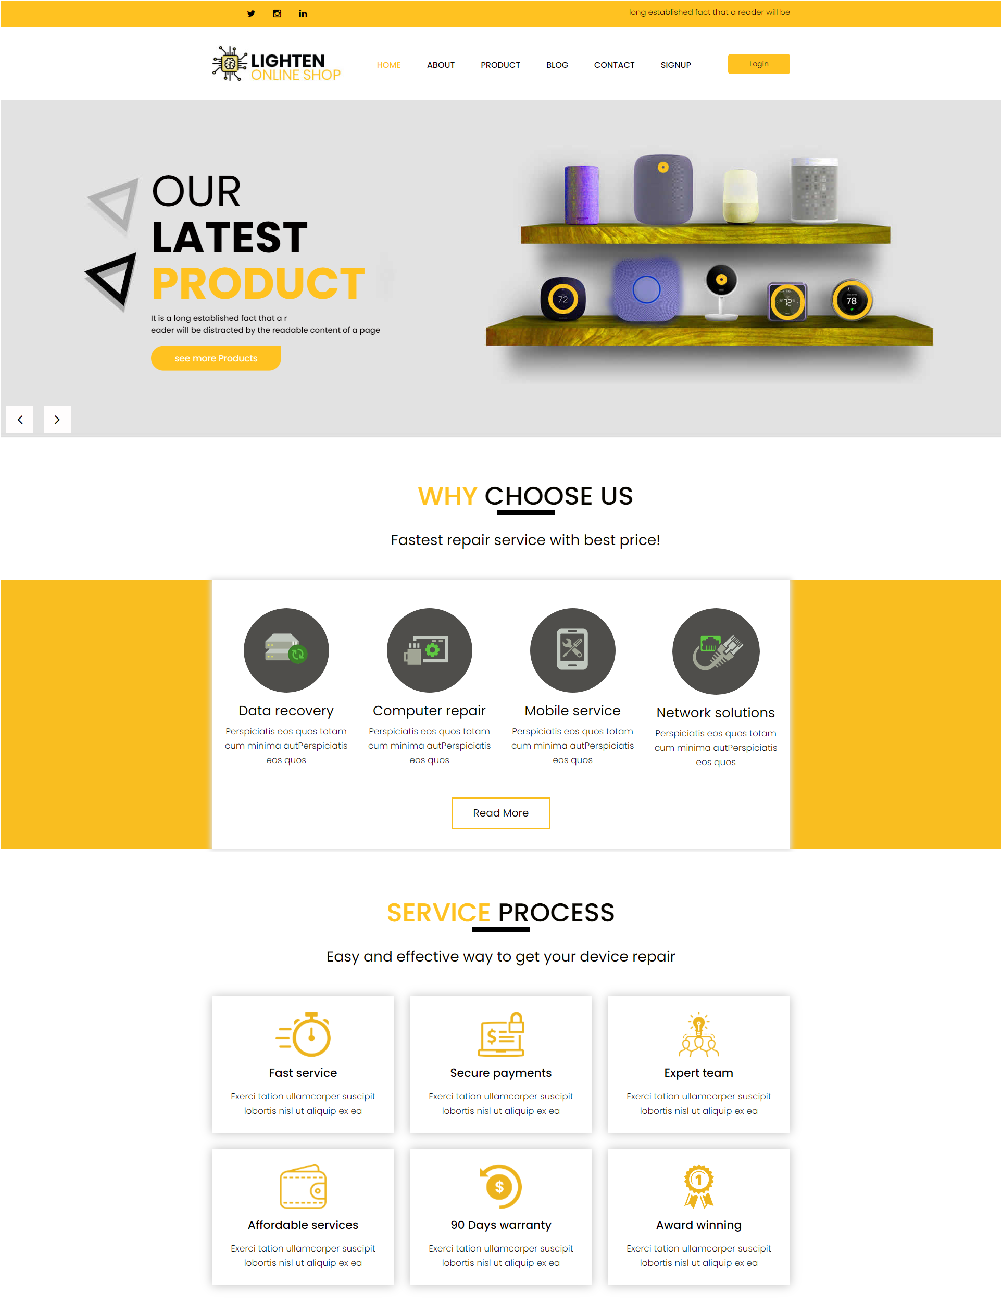 long established fact that a reader will be
LIGHTEN
ONLINE SHOP
HOME ABOUT PRODUCT BLOG CONTACT SIGNUP Login
OUR
LATEST
PRODUCT
It is a long established fact that a r
eader will be distracted by the readable content of a page
see more Products
72
72
78
WHY CHOOSE US
Fastest repair service with best price!
Data recovery
Perspiciatis eos quos totam
cum minima autPerspiciatis
eos quos
Computer repair
Perspiciatis eos quos totam
cum minima autPerspiciatis
eos quos
Mobile service
Perspiciatis eos quos totam
cum minima autPerspiciatis
eos quos
Network solutions
Perspiciatis eos quos totam
cum minima autPerspiciatis
eos quos
Read More
SERVICE PROCESS
Easy and effective way to get your device repair
Fast service
Exerci tation ullamcorper suscipit
lobortis nisl ut aliquip ex ea
$
Secure payments
Exerci tation ullamcorper suscipit
lobortis nisl ut aliquip ex ea
Expert team
Exerci tation ullamcorper suscipit
lobortis nisl ut aliquip ex ea
Affordable services
Exerci tation ullamcorper suscipit
lobortis nisl ut aliquip ex ea
$
90 Days warranty
Exerci tation ullamcorper suscipit
lobortis nisl ut aliquip ex ea
1
Award winning
Exerci tation ullamcorper suscipit
lobortis nisl ut aliquip ex ea